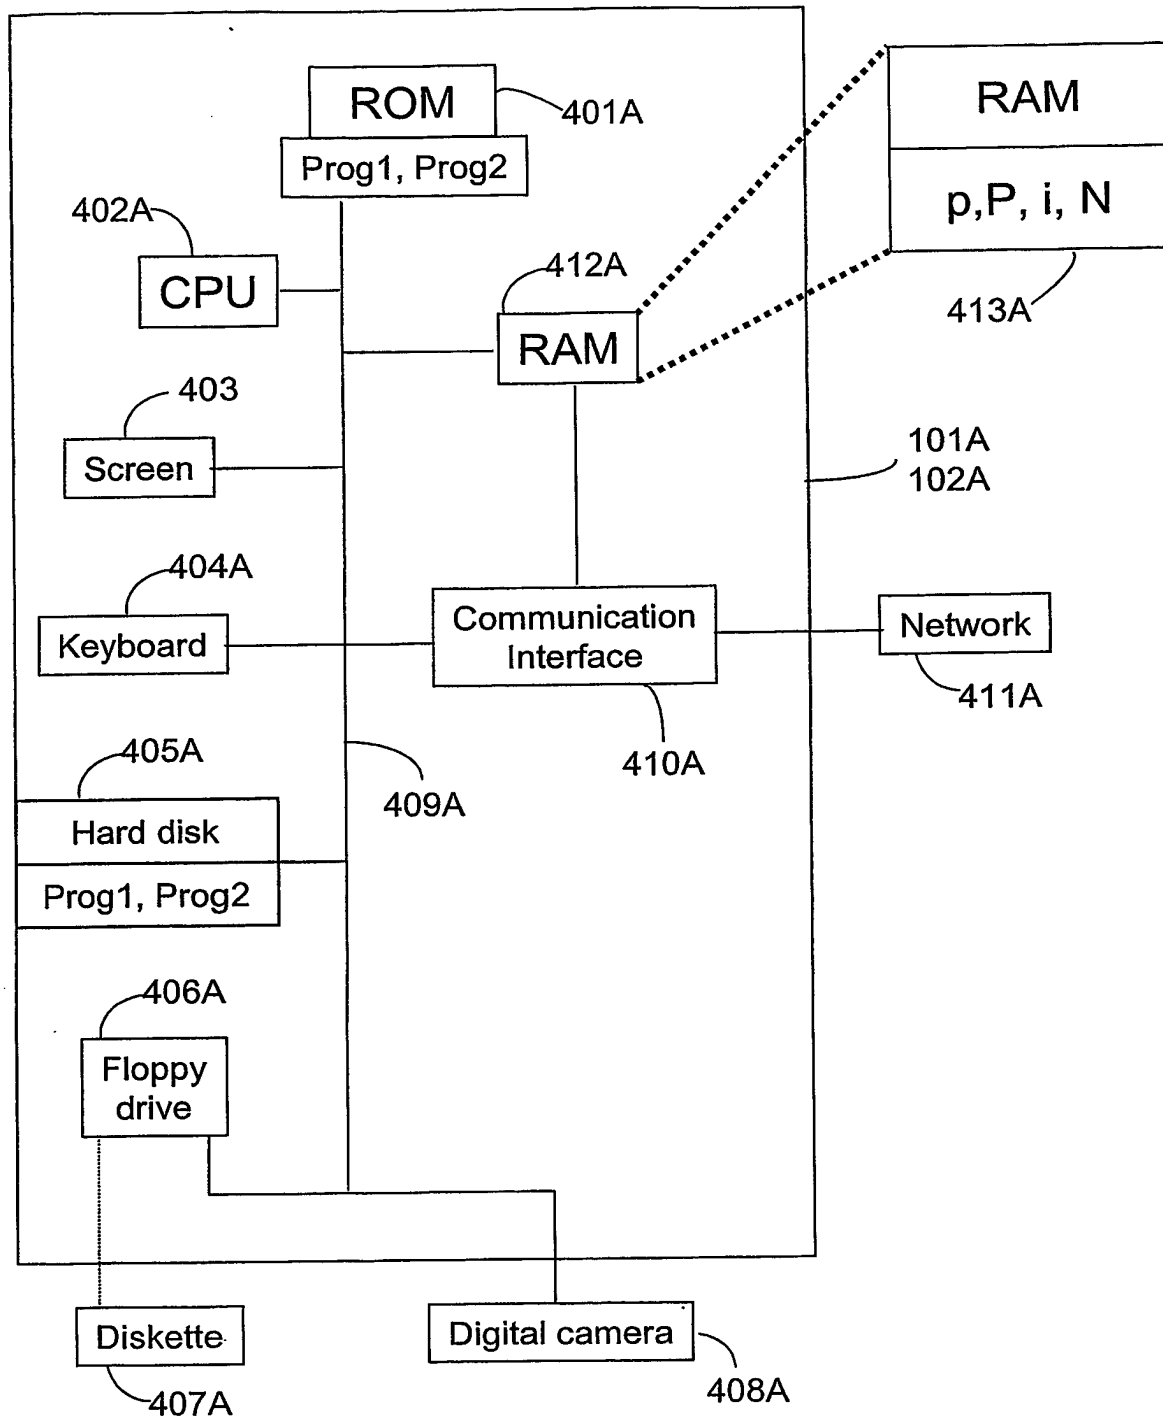 ROM
401A
RAM
Prog1, Prog2
p,P, i, N
402A
CPU
412A
413A
RAM
403
Screen
101A
102A
404A
Keyboard
Communication
Interface
Network
411A
405A
410A
409A
Hard disk
Prog1, Prog2
406A
Floppy
drive
Diskette
Digital camera
407A
408A